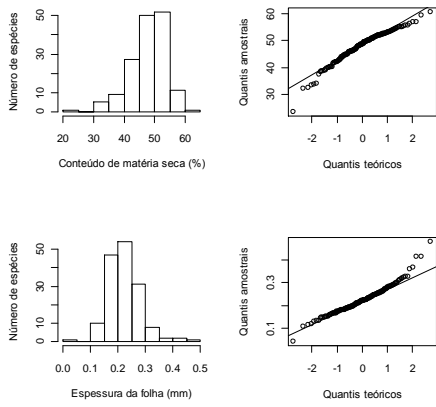 Número de espécies
50
30
10
0
20 30 40 50 60
Conteúdo de matéria seca (%)
Quantis amostrais
60
50
40
30
-2 -1 0 1 2
Quantis teóricos
Número de espécies
50
30
10
0
0.0 0.1 0.2 0.3 0.4 0.5
Espessura da folha (mm)
Quantis amostrais
0.3
0.1
-2 -1 0 1 2
Quantis teóricos